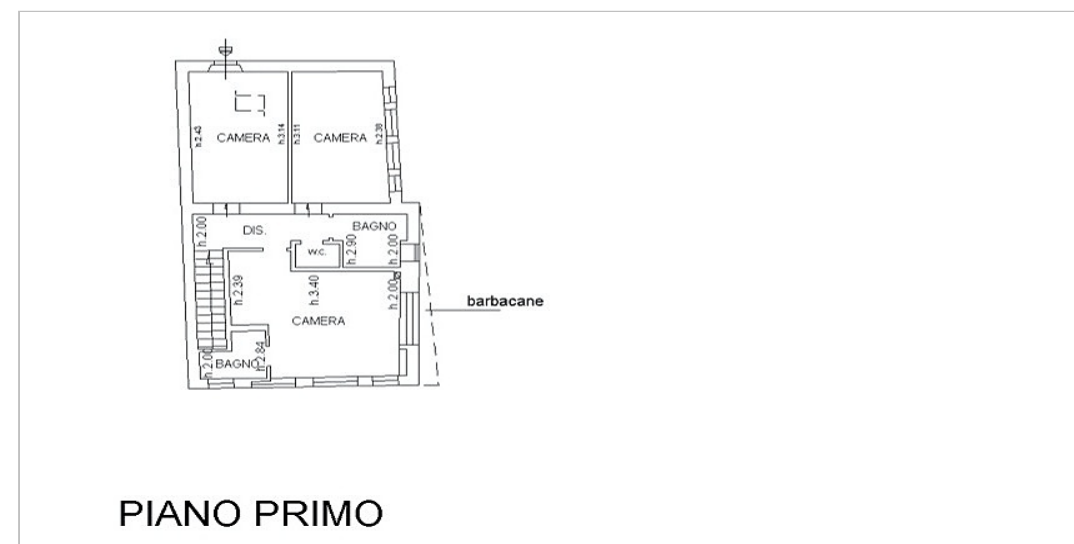 h.2.43
CAMERA
h.3.14
h.3.11
CAMERA
h.2.38
h.2.00
DIS.
BAGNO
W.C.
h.2.90
h.2.00
h.2.39
h.3.40
h.2.00
barbacane
CAMERA
h.2.00
BAGNO
h.2.84
PIANO PRIMO